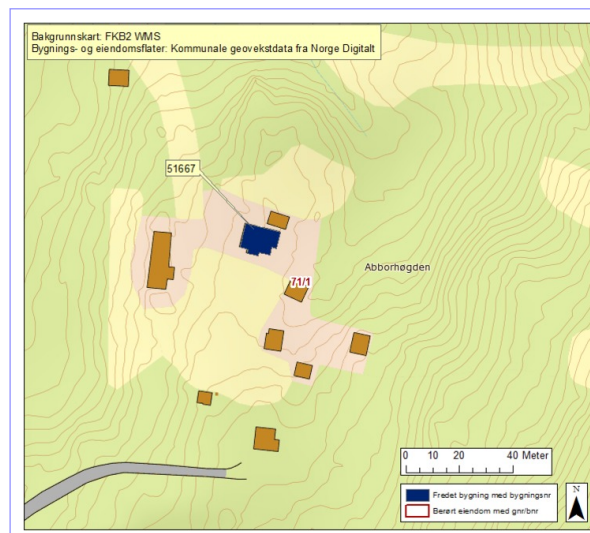 Bakgrunnskart: FKB2 WMS
Bygnings- og eiendomsflater: Kommunale geovekstdata fra Norge Digitalt
51667
Abborhøgden
71/1
0 10 20 40 Meter
Fredet bygning med bygningsnr
Berørt eiendom med gnr/bnr
N